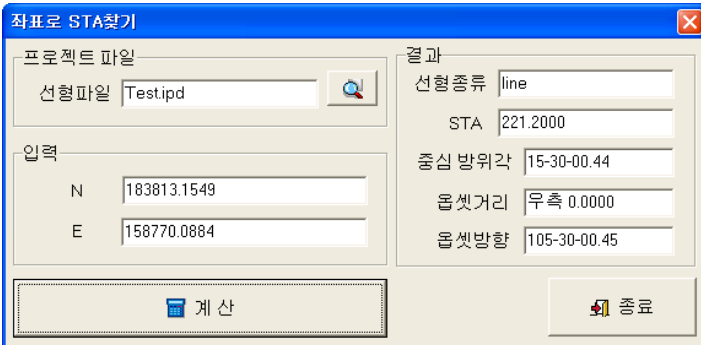 좌표로 STA찾기
프로젝트 파일
선형파일 Test.ipd
입력
N 183813.1549
E 158770.0884
계 산
결과
선형종류 line
STA 221.2000
중심 방위각 15-30-00.44
옵셋거리 우측 0.0000
옵셋방향 105-30-00.45
종료